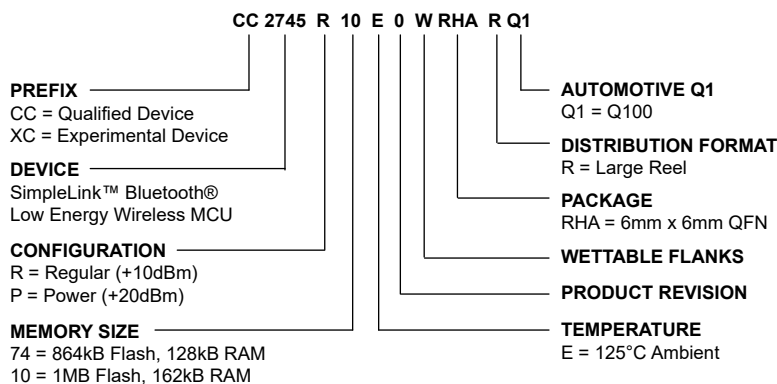 CC 2745 R 10 E 0 W RHA R Q1
PREFIX
CC = Qualified Device
XC = Experimental Device
DEVICE
SimpleLink™ Bluetooth®
Low Energy Wireless MCU
CONFIGURATION
R = Regular (+10dBm)
P = Power (+20dBm)
MEMORY SIZE
74 = 864kB Flash, 128kB RAM
10 = 1MB Flash, 162kB RAM
AUTOMOTIVE Q1
Q1 = Q100
DISTRIBUTION FORMAT
R = Large Reel
PACKAGE
RHA = 6mm x 6mm QFN
WETTABLE FLANKS
PRODUCT REVISION
TEMPERATURE
E = 125°C Ambient